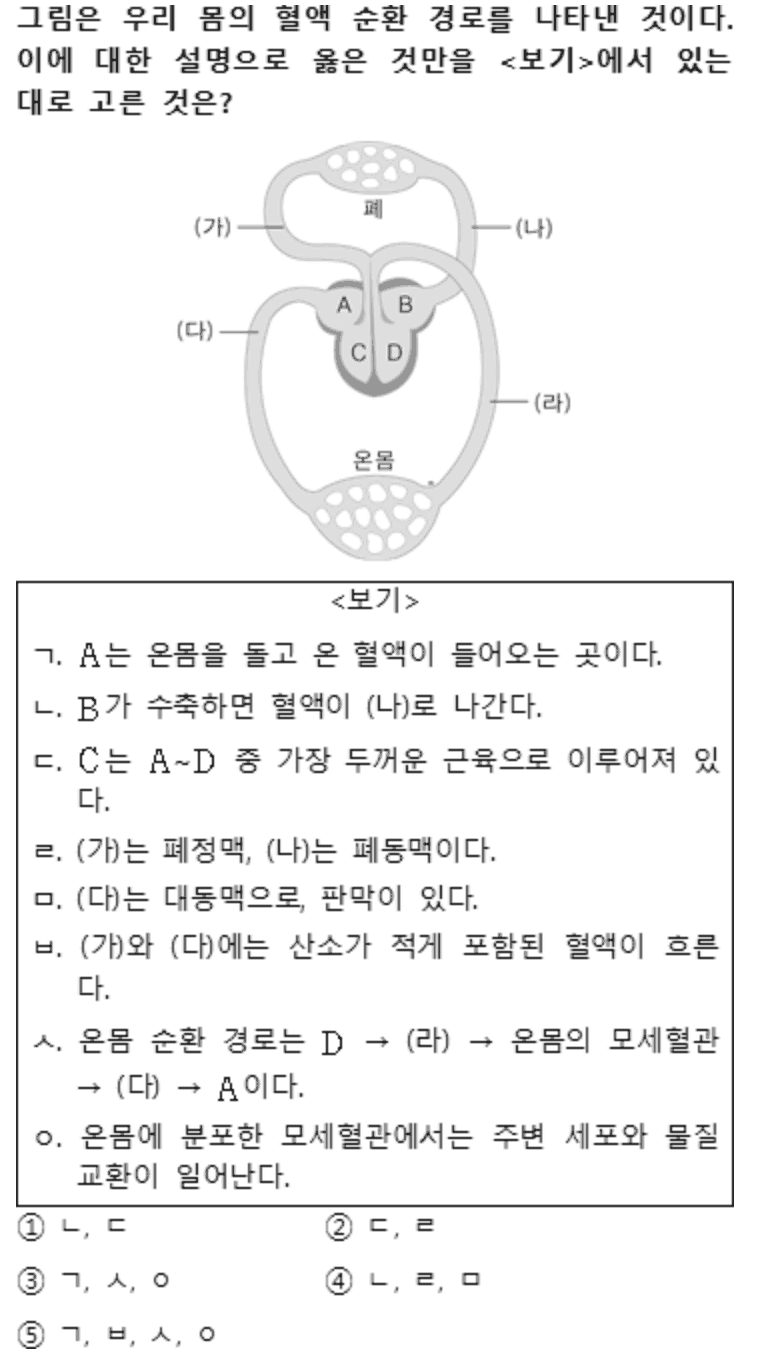 그림은 우리 몸의 혈액 순환 경로를 나타낸 것이다.
이에 대한 설명으로 옳은 것만을 <보기>에서 있는
대로 고른 것은?
폐
(가)
(나)
A
B
(다)
C
D
(라)
온몸
<보기>
ㄱ. A는 온몸을 돌고 온 혈액이 들어오는 곳이다.
ㄴ. B가 수축하면 혈액이 (나)로 나간다.
ㄷ. C는 A~D 중 가장 두꺼운 근육으로 이루어져 있
다.
ㄹ. (가)는 폐정맥, (나)는 폐동맥이다.
ㅁ. (다)는 대동맥으로, 판막이 있다.
ㅂ. (가)와 (다)에는 산소가 적게 포함된 혈액이 흐른
다.
ㅅ. 온몸 순환 경로는 D → (라) → 온몸의 모세혈관
→ (다) → A이다.
ㅇ. 온몸에 분포한 모세혈관에서는 주변 세포와 물질
교환이 일어난다.
① ㄴ, ㄷ ② ㄷ, ㄹ
③ ㄱ, ㅅ, ㅇ ④ ㄴ, ㄹ, ㅁ
⑤ ㄱ, ㅂ, ㅅ, ㅇ